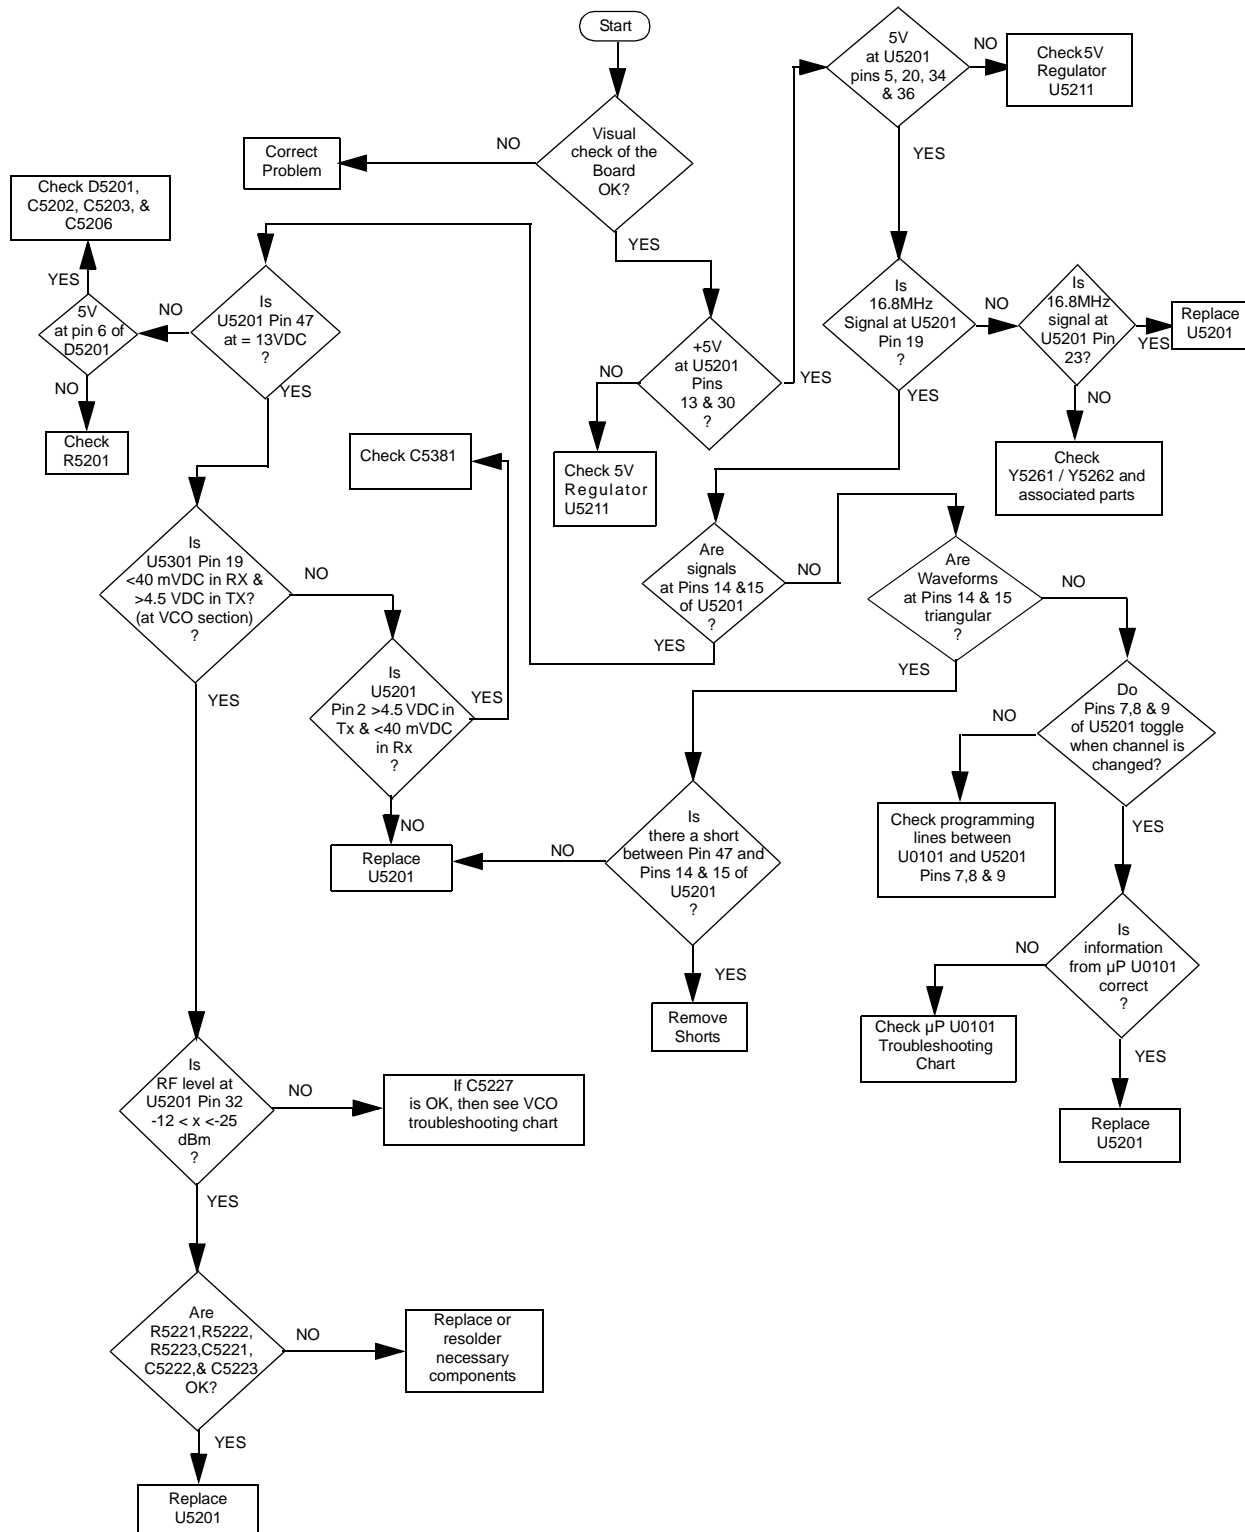 Start
Visual
check of the
Board
OK?
NO
Correct
Problem
YES
+5V
at U5201
Pins
13 & 30
?
NO
Check 5V
Regulator
U5211
YES
5V
at U5201
pins 5, 20, 34
& 36
NO
Check 5V
Regulator
U5211
YES
Is
16.8MHz
Signal at U5201
Pin 19
?
NO
Is
16.8MHz
signal at
U5201 Pin
23?
YES
Replace
U5201
NO
Check
Y5261 / Y5262 and
associated parts
YES
Are
signals
at Pins 14 &15
of U5201
?
NO
Are
Waveforms
at Pins 14 & 15
triangular
?
NO
Do
Pins 7,8 & 9
of U5201 toggle
when channel is
changed?
NO
Check programming
lines between
U0101 and U5201
Pins 7,8 & 9
YES
Is
information
from µP U0101
correct
?
NO
Check µP U0101
Troubleshooting
Chart
YES
Replace
U5201
YES
Is
there a short
between Pin 47 and
Pins 14 & 15 of
U5201
?
NO
Replace
U5201
YES
Remove
Shorts
YES
Is
U5201 Pin 47
at = 13VDC
?
NO
5V
at pin 6 of
D5201
YES
Check D5201,
C5202, C5203, &
C5206
NO
Check
R5201
YES
Is
U5301 Pin 19
<40 mVDC in RX &
>4.5 VDC in TX?
(at VCO section)
?
NO
Is
U5201
Pin 2 >4.5 VDC in
Tx & <40 mVDC
in Rx
?
YES
Check C5381
NO
YES
Is
RF level at
U5201 Pin 32
-12 < x <-25
dBm
?
NO
If C5227
is OK, then see VCO
troubleshooting chart
YES
Are
R5221,R5222,
R5223,C5221,
C5222,& C5223
OK?
NO
Replace or
resolder
necessary
components
YES
Replace
U5201